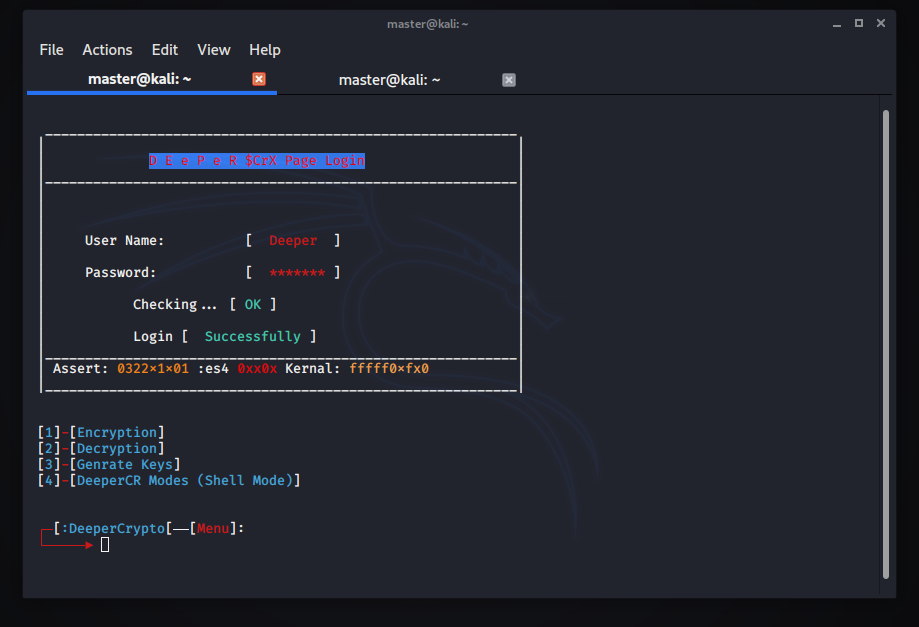 master@kali: ~
File Actions Edit View Help
master@kali: ~ master@kali: ~
D E e P e R $CrX Page Login
User Name: [ Deeper ]
Password: [ ******* ]
Checking... [ OK ]
Login [ Successfully ]
Assert: 0322×1×01 :es4 0xx0x Kernal: fffff0×fx0
[1]-[Encryption]
[2]-[Decryption]
[3]-[Genrate Keys]
[4]-[DeeperCR Modes (Shell Mode)]
[:DeeperCrypto[——[Menu]: